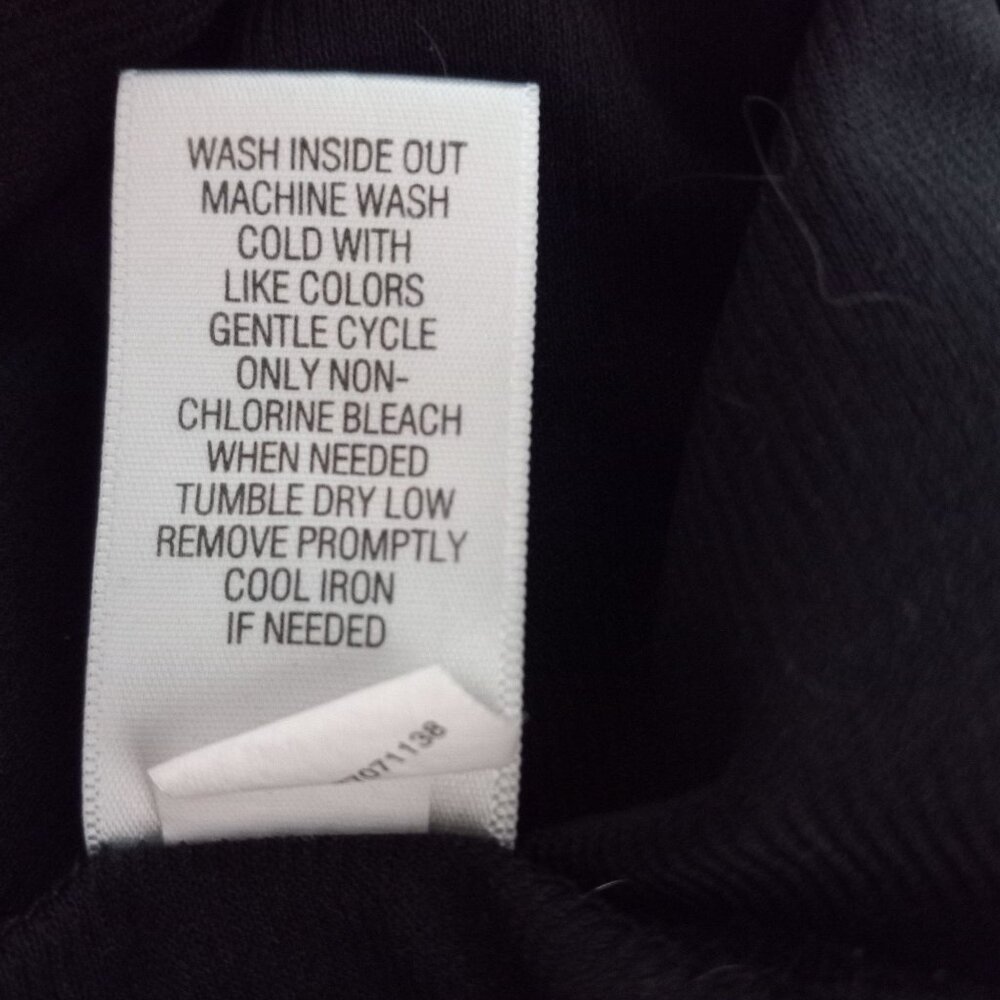 WASH INSIDE OUT
MACHINE WASH
COLD WITH
LIKE COLORS
GENTLE CYCLE
ONLY NON-
CHLORINE BLEACH
WHEN NEEDED
TUMBLE DRY LOW
REMOVE PROMPTLY
COOL IRON
IF NEEDED
7071138